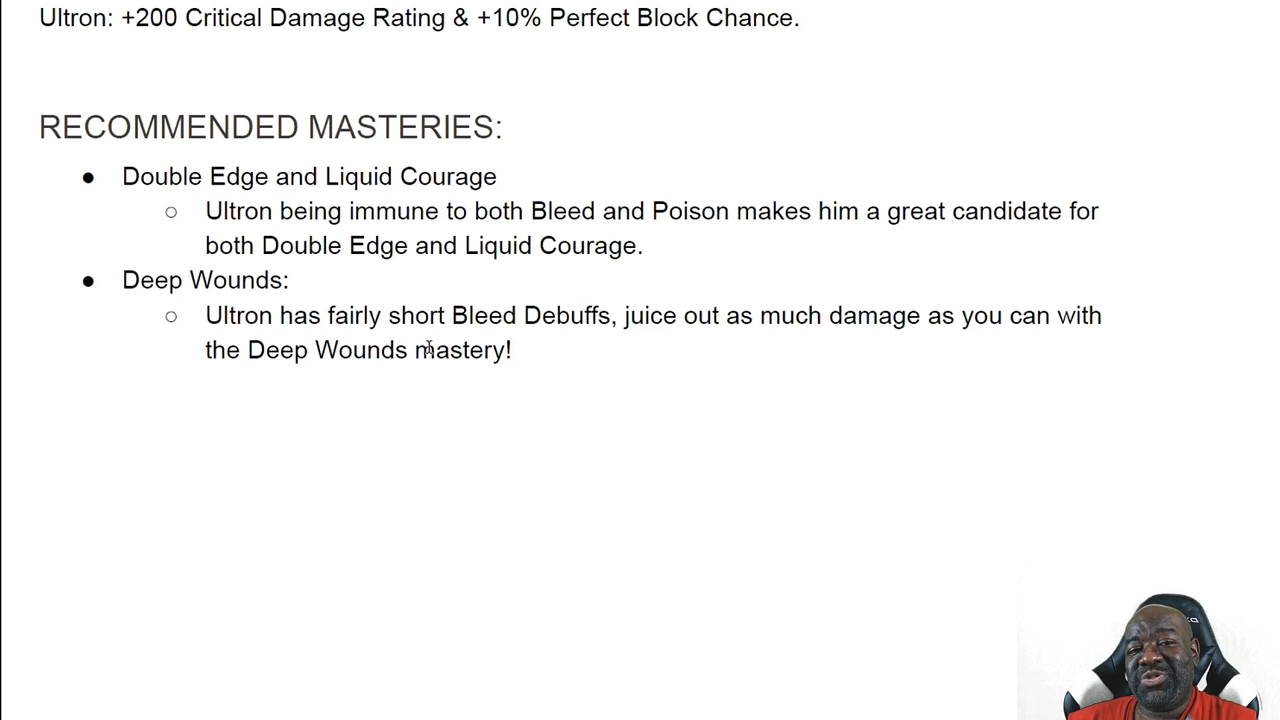 Ultron: +200 Critical Damage Rating & +10% Perfect Block Chance.
RECOMMENDED MASTERIES:
● Double Edge and Liquid Courage
○ Ultron being immune to both Bleed and Poison makes him a great candidate for
both Double Edge and Liquid Courage.
● Deep Wounds:
○ Ultron has fairly short Bleed Debuffs, juice out as much damage as you can with
the Deep Wounds mastery!